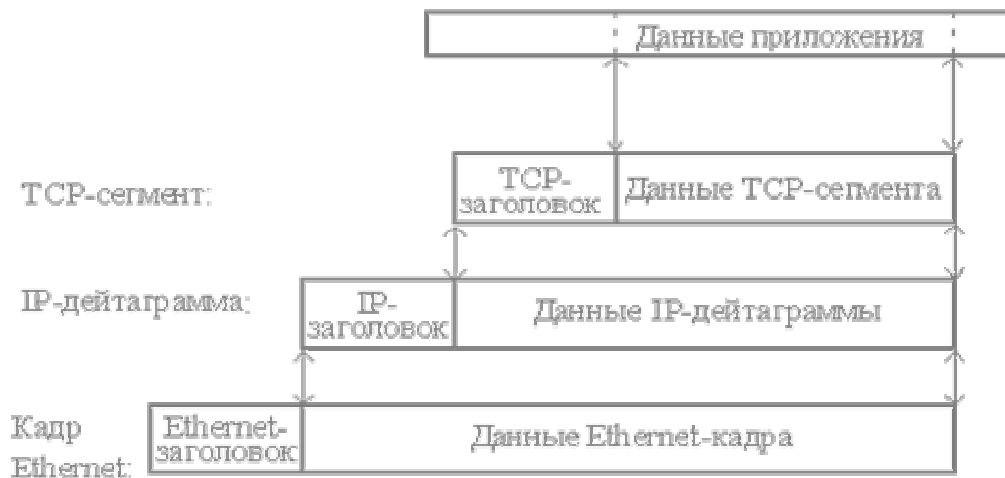 Данные приложения
TCP-сегмент:
TCP-
заголовок
Данные TCP-сегмента
IP-дейтаграмма:
IP-
заголовок
Данные IP-дейтаграммы
Кадр
Ethernet:
Ethernet-
заголовок
Данные Ethernet-кадра